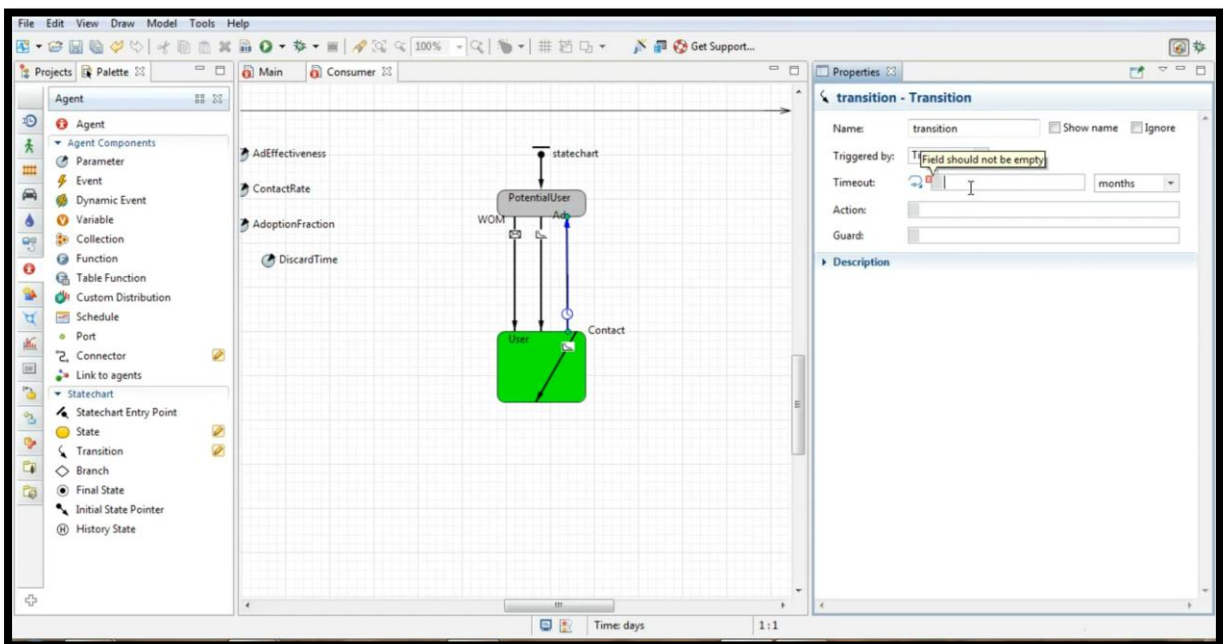 File Edit View Draw Model Tools Help
100% Get Support...
Projects Palette
Main Consumer
Properties
Agent
Agent
Agent Components
Parameter
Event
Dynamic Event
Variable
Collection
Function
Table Function
Custom Distribution
Schedule
Port
Connector
Link to agents
Statechart
Statechart Entry Point
State
Transition
Branch
Final State
Initial State Pointer
History State
AdEffectiveness
ContactRate
AdoptionFraction
DiscardTime
statechart
PotentialUser
WOM Ad
User
Contact
transition - Transition
Name: transition Show name Ignore
Triggered by:
Field should not be empty
Timeout: months
Action:
Guard:
Description
Time: days 1:1